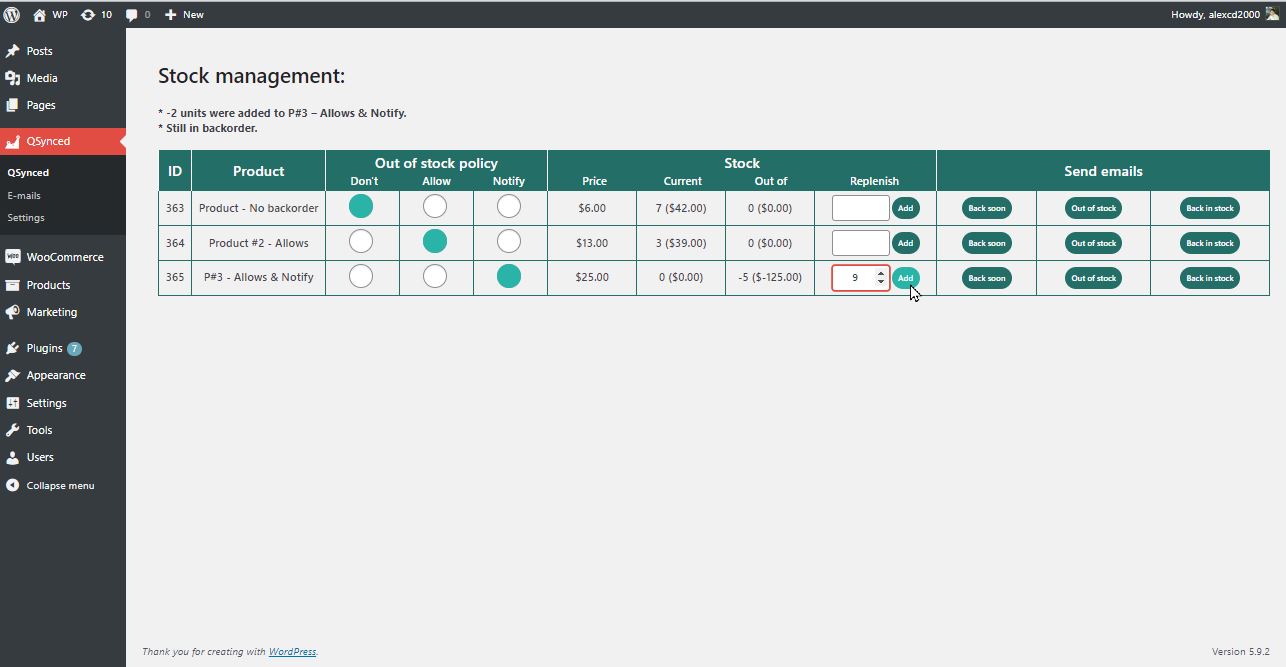 WP 10 0 New Howdy, alexcd2000
Posts
Media
Pages
QSynced
QSynced
E-mails
Settings
WooCommerce
Products
Marketing
Plugins 7
Appearance
Settings
Tools
Users
Collapse menu
Stock management:
* -2 units were added to P#3 – Allows & Notify.
* Still in backorder.
ID Product Out of stock policy Stock Send emails
Don't Allow Notify Price Current Out of Replenish
363 Product - No backorder $6.00 7 ($42.00) 0 ($0.00) Add Back soon Out of stock Back in stock
364 Product #2 - Allows $13.00 3 ($39.00) 0 ($0.00) Add Back soon Out of stock Back in stock
365 P#3 - Allows & Notify $25.00 0 ($0.00) -5 ($-125.00) 9 Add Back soon Out of stock Back in stock
Thank you for creating with WordPress. Version 5.9.2